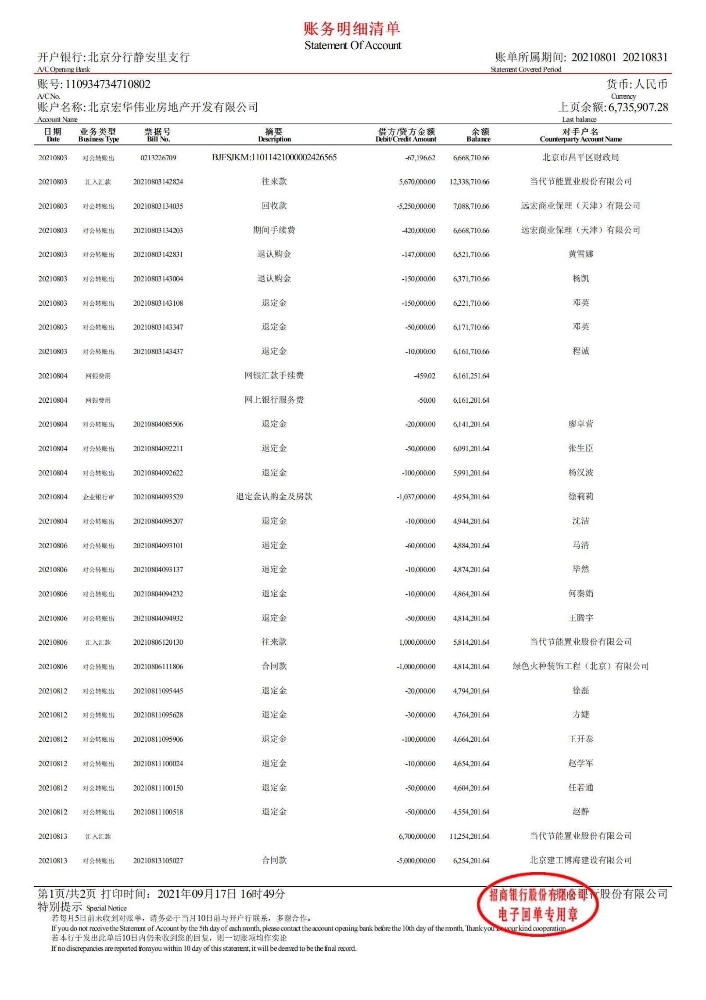 账务明细清单
Statement Of Account
开户银行:北京分行静安里支行 账单所属期间: 20210801 20210831
A/C Opening Bank Statement Covered Period
账号:110934734710802 货币:人民币
A/C No. Currency
账户名称:北京宏华伟业房地产开发有限公司 上页余额:6,735,907.28
Account Name Last balance
日期 业务类型 票据号 摘要 借方/贷方金额 余额 对手户名
Date Business Type Bill No. Description Debit/Credit Amount Balance Counterparty Account Name
20210803 对公转账出 0213226709 BJFSJKM:11011421000002426565 -67,196.62 6,668,710.66 北京市昌平区财政局
20210803 汇入汇款 20210803142824 往来款 5,670,000.00 12,338,710.66 当代节能置业股份有限公司
20210803 对公转账出 20210803134035 回收款 -5,250,000.00 7,088,710.66 远宏商业保理（天津）有限公司
20210803 对公转账出 20210803134203 期间手续费 -420,000.00 6,668,710.66 远宏商业保理（天津）有限公司
20210803 对公转账出 20210803142831 退认购金 -147,000.00 6,521,710.66 黄雪娜
20210803 对公转账出 20210803143004 退认购金 -150,000.00 6,371,710.66 杨凯
20210803 对公转账出 20210803143108 退定金 -150,000.00 6,221,710.66 邓英
20210803 对公转账出 20210803143347 退定金 -50,000.00 6,171,710.66 邓英
20210803 对公转账出 20210803143437 退定金 -10,000.00 6,161,710.66 程诚
20210804 网银费用 网银汇款手续费 -459.02 6,161,251.64
20210804 网银费用 网上银行服务费 -50.00 6,161,201.64
20210804 对公转账出 20210804085506 退定金 -20,000.00 6,141,201.64 廖卓营
20210804 对公转账出 20210804092211 退定金 -50,000.00 6,091,201.64 张生臣
20210804 对公转账出 20210804092622 退定金 -100,000.00 5,991,201.64 杨汉波
20210804 企业银行审 20210804093529 退定金认购金及房款 -1,037,000.00 4,954,201.64 徐莉莉
20210804 对公转账出 20210804095207 退定金 -10,000.00 4,944,201.64 沈洁
20210806 对公转账出 20210804093101 退定金 -60,000.00 4,884,201.64 马清
20210806 对公转账出 20210804093137 退定金 -10,000.00 4,874,201.64 毕然
20210806 对公转账出 20210804094232 退定金 -10,000.00 4,864,201.64 何秦娟
20210806 对公转账出 20210804094932 退定金 -50,000.00 4,814,201.64 王腾宇
20210806 汇入汇款 20210806120130 往来款 1,000,000.00 5,814,201.64 当代节能置业股份有限公司
20210806 对公转账出 20210806111806 合同款 -1,000,000.00 4,814,201.64 绿色火种装饰工程（北京）有限公司
20210812 对公转账出 20210811095445 退定金 -20,000.00 4,794,201.64 徐磊
20210812 对公转账出 20210811095628 退定金 -30,000.00 4,764,201.64 方婕
20210812 对公转账出 20210811095906 退定金 -100,000.00 4,664,201.64 王开泰
20210812 对公转账出 20210811100024 退定金 -10,000.00 4,654,201.64 赵学军
20210812 对公转账出 20210811100150 退定金 -50,000.00 4,604,201.64 任若通
20210812 对公转账出 20210811100518 退定金 -50,000.00 4,554,201.64 赵静
20210813 汇入汇款 6,700,000.00 11,254,201.64 当代节能置业股份有限公司
20210813 对公转账出 20210813105027 合同款 -5,000,000.00 6,254,201.64 北京建工博海建设有限公司
第1页/共2页 打印时间：2021年09月17日 16时49分 招商银行股份有限公司
招商银行股份有限公司
电子回单专用章
特别提示 Special Notice
若每月5日前未收到对账单，请务必于当月10日前与开户行联系，多谢合作。
If you do not receive the Statement of Account by the 5th day of each month, please contact the account opening bank before the 10th day of the month, Thank you for your kind cooperation.
若本行于发出此单后10日内仍未收到您的回复，则一切账项均作实论
If no discrepancies are reported from you within 10 day of this statement, it will be deemed to be the final record.